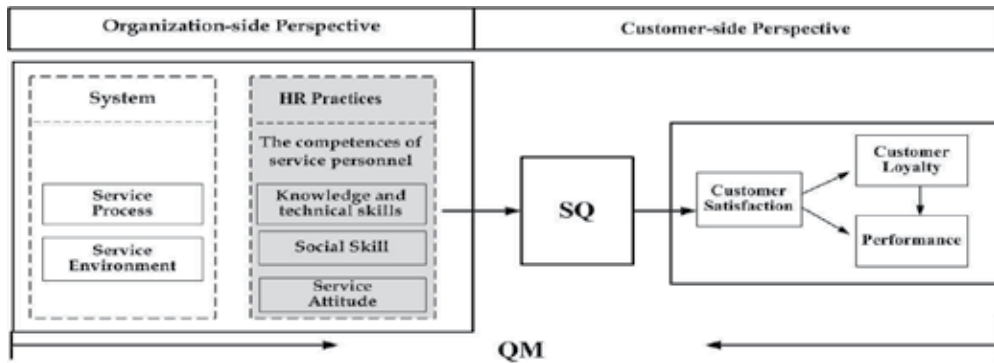 Organization-side Perspective
Customer-side Perspective
System
Service
Process
Service
Environment
HR Practices
The competences of
service personnel
Knowledge and
technical skills
Social Skill
Service
Attitude
SQ
Customer
Satisfaction
Customer
Loyalty
Performance
QM